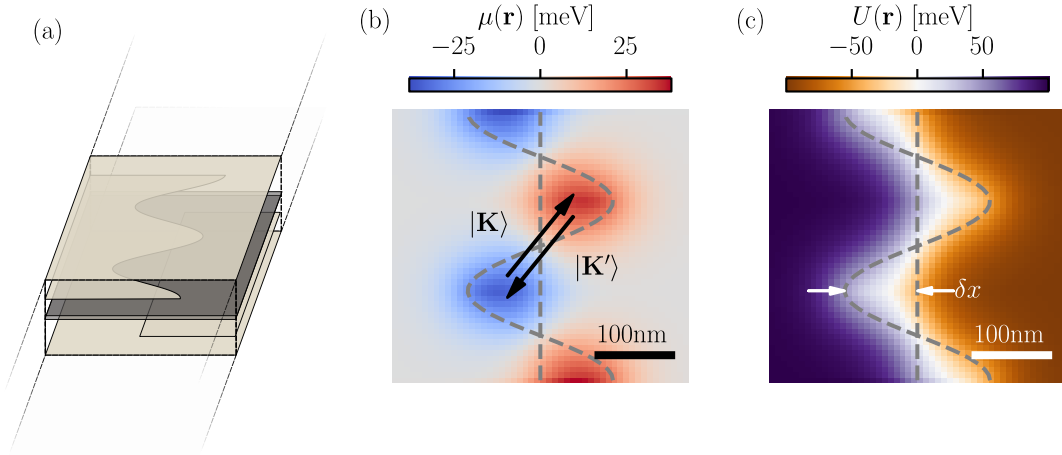 (a)
(b)
μ(r) [meV]
−25 0 25
|K⟩
|K′⟩
100nm
(c)
U(r) [meV]
−50 0 50
δx
100nm